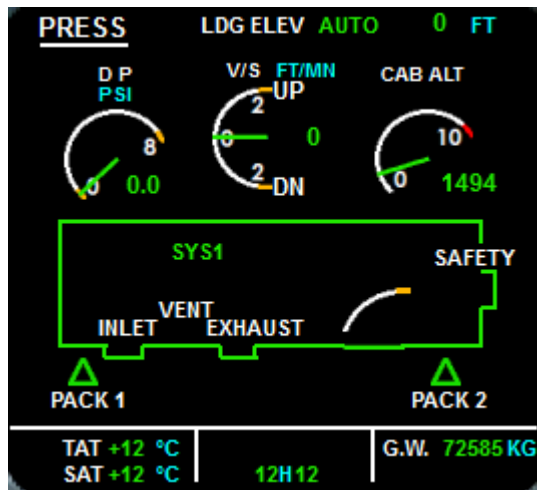 PRESS LDG ELEV AUTO 0 FT
D P V/S FT/MN CAB ALT
PSI 2 UP
8 0 0 10
0 0.0 2 DN 0 1494
SYS1 SAFETY
VENT
INLET EXHAUST
PACK 1 PACK 2
TAT +12 °C G.W. 72585 KG
SAT +12 °C 12H12